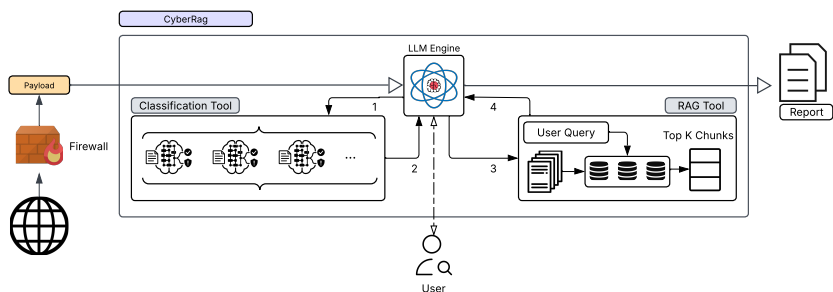 CyberRag
LLM Engine
Payload
Classification Tool
1
4
RAG Tool
Report
User Query
Top K Chunks
Firewall
...
2
3
User